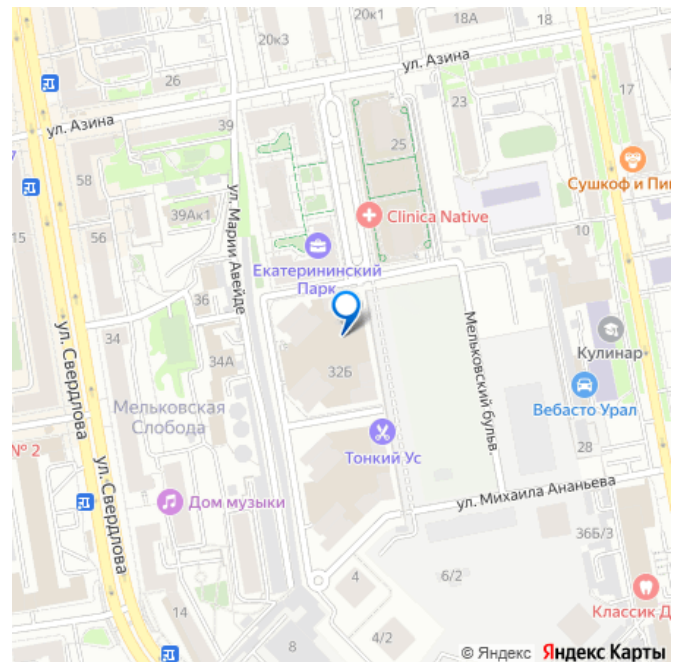 20к1
18А
18
20к3
ул. Азина
26
23
17
39
25
ул. Азина
58
Сушкоф и Пи
7
39Ак1
Clinica Native
15
56
10
Екатерининский
Парк
ул. Марии Авейде
36
ул. Свердлова
34
34А
32Б
Мельковский бульв.
Кулинар
Вебасто Урал
Мельковская
Слобода
Тонкий Ус
28
№ 2
ул. Свердлова
Дом музыки
ул. Михаила Ананьева
36Б/3
4
6/2
14
Классик Д
8
4/2
© Яндекс Яндекс Карты